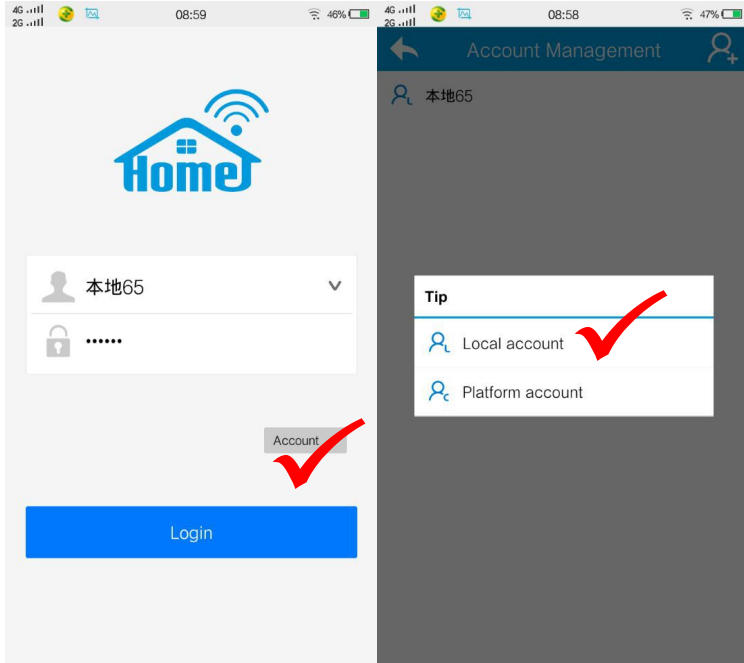 4G
2G
08:59
46%
Home
本地65
••••••
Account
Login
4G
2G
08:58
47%
Account Management
本地65
Tip
Local account
Platform account